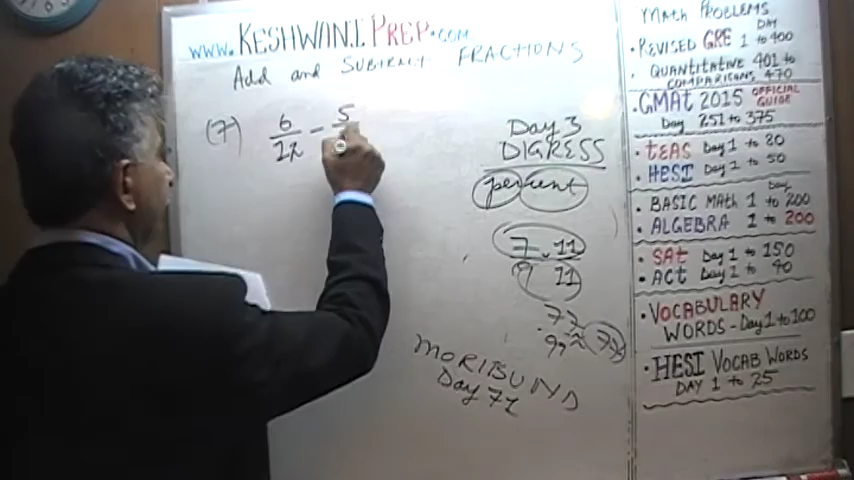 www.KESHWANI PREP.com
Add and SUBTRACT FRACTIONS
(7) 6/12 - 5
Day 3
DIGRESS
percent
7 . 11
9 11
77
99
MORIBUND
Day 71
MATH PROBLEMS
DAY
• REVISED GRE 1 to 400
• QUANTITATIVE 401 to
COMPARISONS 470
• GMAT 2015 OFFICIAL GUIDE
Day 251 to 375
• TEAS Day 1 to 80
• HESI Day 1 to 50
Day
• BASIC MATH 1 to 200
• ALGEBRA 1 to 200
• SAT Day 1 to 150
• ACT Day 1 to 40
• VOCABULARY
WORDS - Day 1 to 100
• HESI VOCAB WORDS
DAY 1 to 25